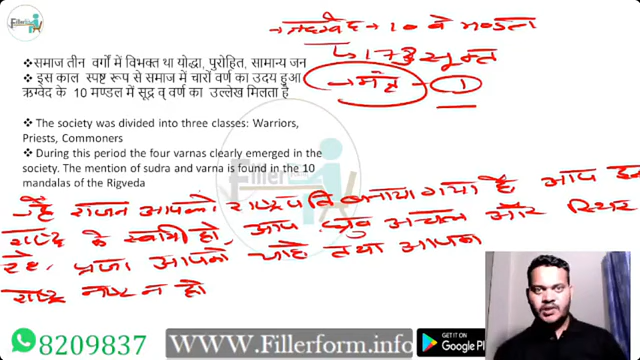 → ऋग्वेद → 10 वे मण्डल
↳ 173 सूक्त
→ मंत्र - 1
❖समाज तीन वर्गों में विभक्त था योद्धा, पुरोहित, सामान्य जन
❖इस काल स्पष्ट रूप से समाज में चारों वर्ण का उदय हुआ
ऋग्वेद के 10 मण्डल में सूद्र व् वर्ण का उल्लेख मिलता है
❖The society was divided into three classes: Warriors,
Priests, Commoners
❖During this period the four varnas clearly emerged in the
society. The mention of sudra and varna is found in the 10
mandalas of the Rigveda
हे राजन आपको राष्ट्रपति बनाया गया है आप इस
राष्ट्र के स्वामी हो, आप ध्रुव अचल और स्थिर
रहे, प्रजा आपको चाहे तथा आपका
राष्ट्र नष्ट न हो
8209837
WWW.Fillerform.info
GET IT ON
Google Pl